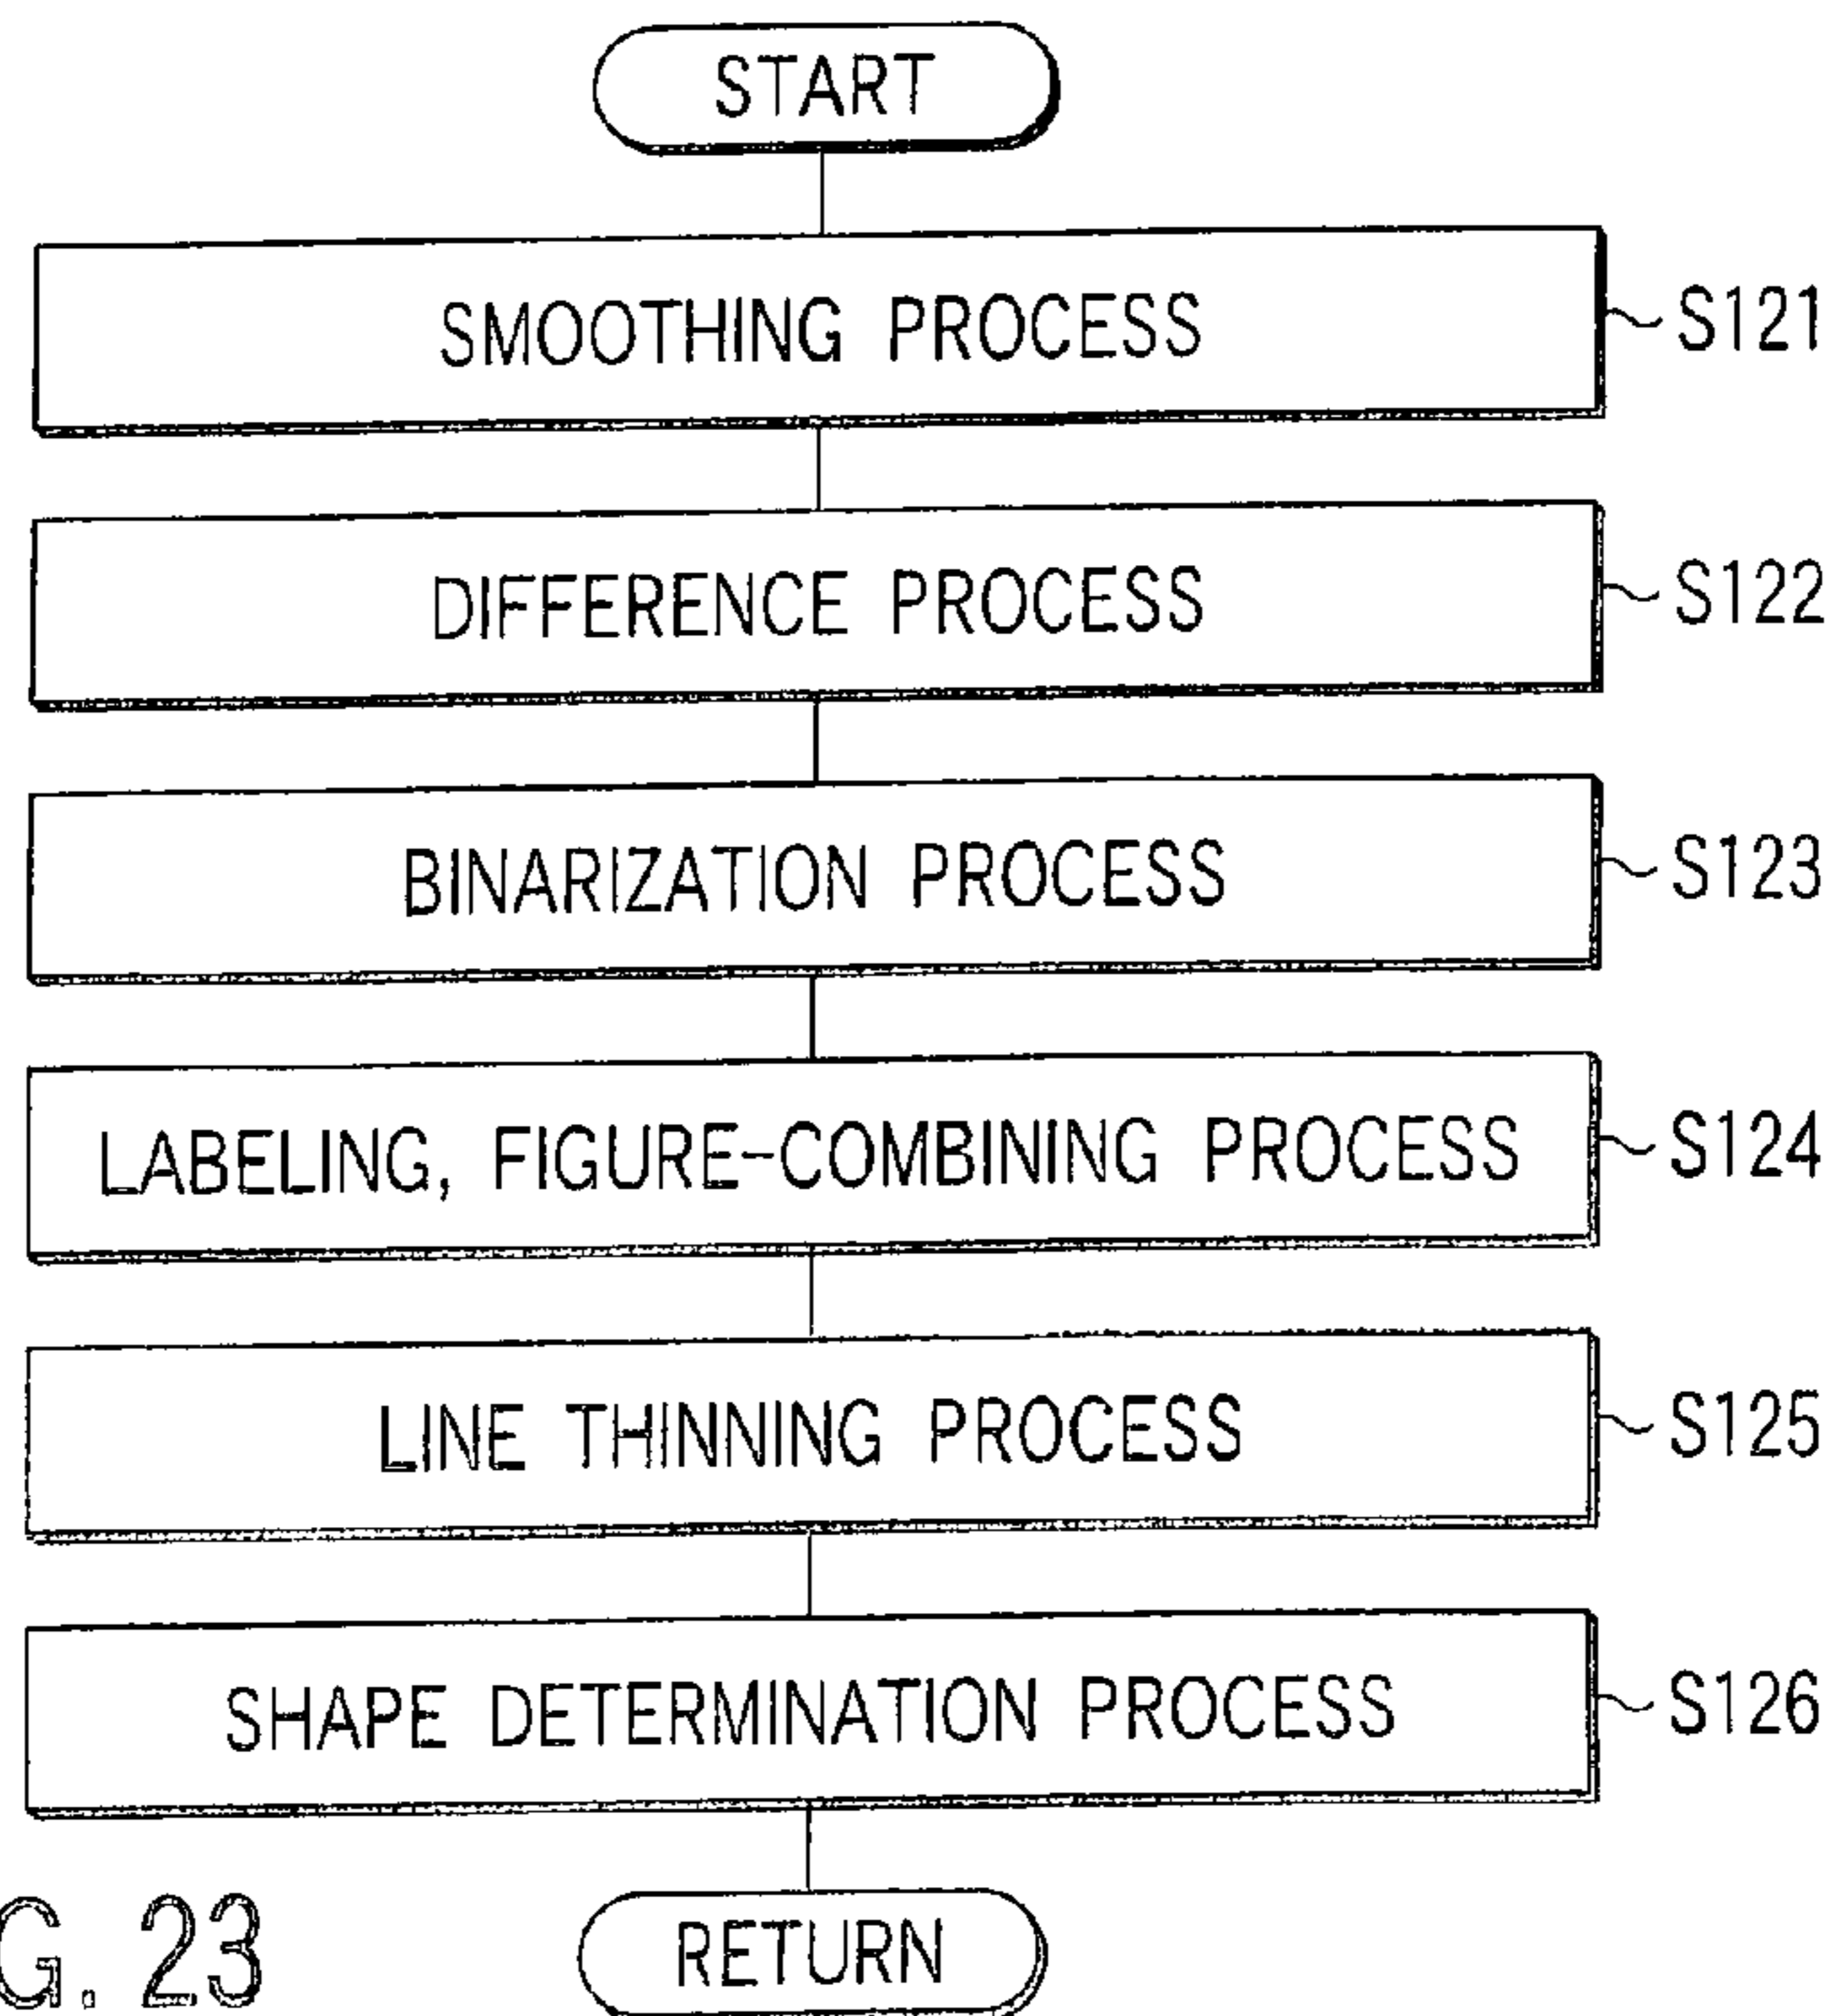 START
SMOOTHING PROCESS
S121
DIFFERENCE PROCESS
S122
BINARIZATION PROCESS
S123
LABELING, FIGURE-COMBINING PROCESS
S124
LINE THINNING PROCESS
S125
SHAPE DETERMINATION PROCESS
S126
RETURN
G. 23